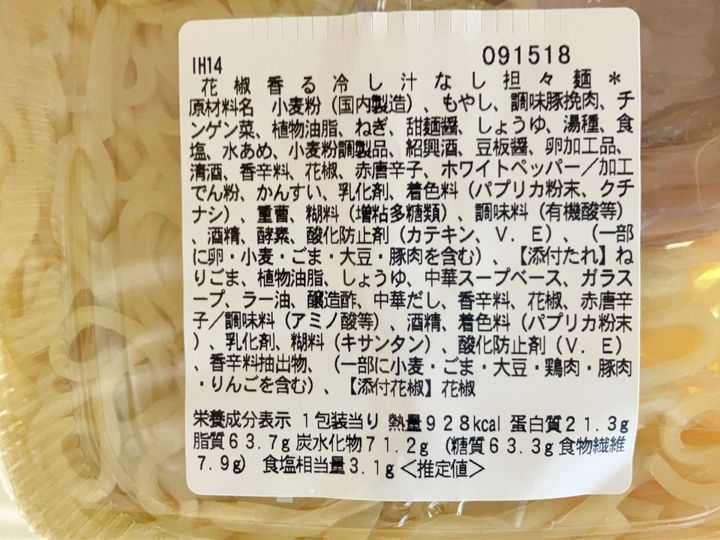 IH14 091518
花椒香る冷し汁なし担々麺*
原材料名 小麦粉（国内製造）、もやし、調味豚挽肉、チ
ンゲン菜、植物油脂、ねぎ、甜麺醤、しょうゆ、湯種、食
塩、水あめ、小麦粉調製品、紹興酒、豆板醤、卵加工品、
清酒、香辛料、花椒、赤唐辛子、ホワイトペッパー／加工
でん粉、かんすい、乳化剤、着色料（パプリカ粉末、クチ
ナシ）、重曹、糊料（増粘多糖類）、調味料（有機酸等）
、酒精、酵素、酸化防止剤（カテキン、V．E）、（一部
に卵・小麦・ごま・大豆・豚肉を含む）、【添付たれ】ね
りごま、植物油脂、しょうゆ、中華スープベース、ガラス
ープ、ラー油、醸造酢、中華だし、香辛料、花椒、赤唐辛
子／調味料（アミノ酸等）、酒精、着色料（パプリカ粉末
）、乳化剤、糊料（キサンタン）、酸化防止剤（V．E）
、香辛料抽出物、（一部に小麦・ごま・大豆・鶏肉・豚肉
・りんごを含む）、【添付花椒】花椒
栄養成分表示 1包装当り 熱量928kcal 蛋白質21.3g
脂質63.7g 炭水化物71.2g （糖質63.3g 食物繊維
7.9g） 食塩相当量3.1g＜推定値＞